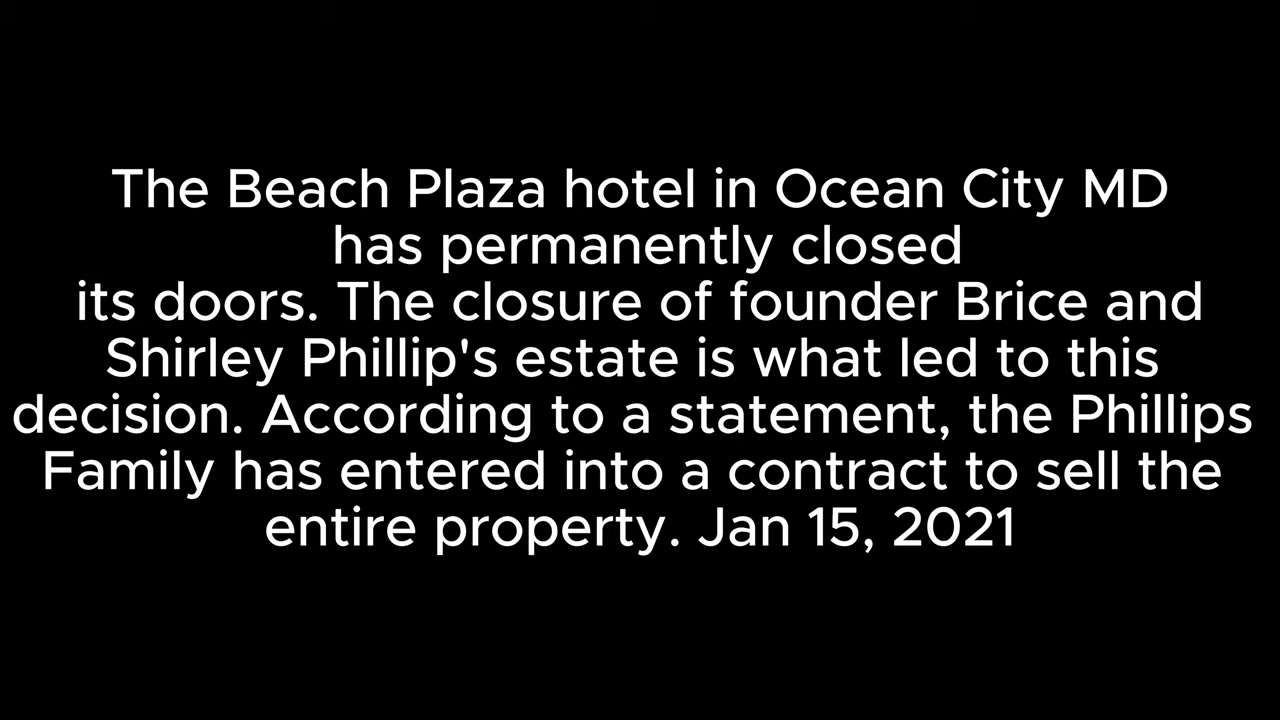 The Beach Plaza hotel in Ocean City MD
has permanently closed
its doors. The closure of founder Brice and
Shirley Phillip's estate is what led to this
decision. According to a statement, the Phillips
Family has entered into a contract to sell the
entire property. Jan 15, 2021